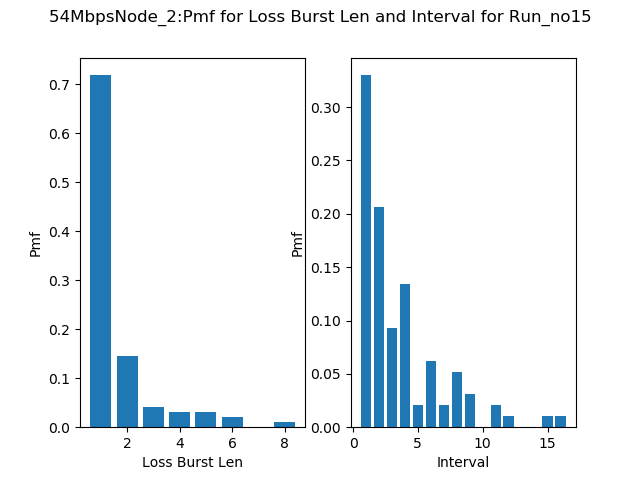 54MbpsNode_2:Pmf for Loss Burst Len and Interval for Run_no15
0.7
0.6
0.5
0.4
0.3
0.2
0.1
0.0
Pmf
2 4 6 8
Loss Burst Len
0.30
0.25
0.20
0.15
0.10
0.05
0.00
Pmf
0 5 10 15
Interval